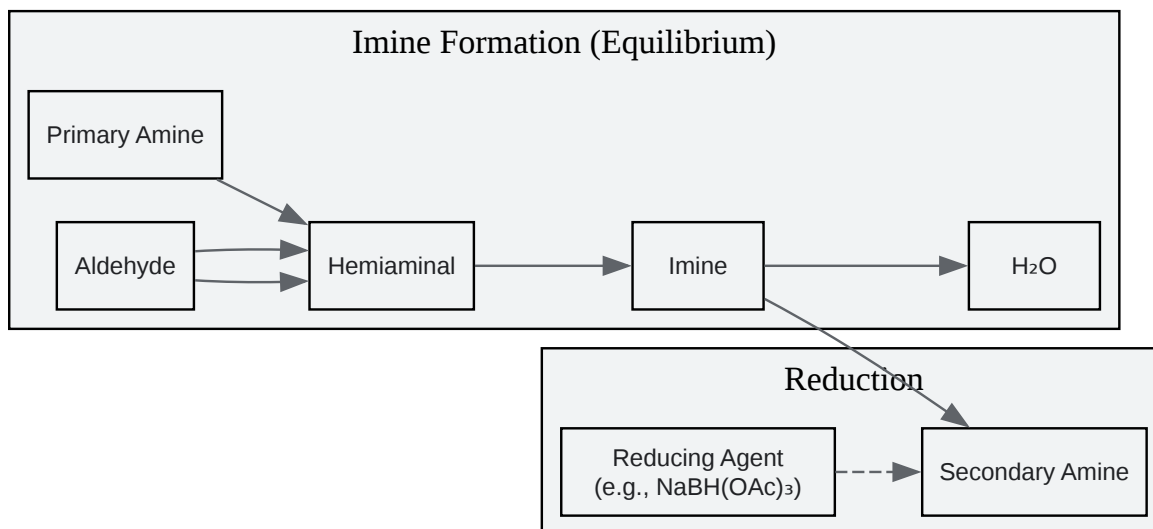 Imine Formation (Equilibrium)
Primary Amine
Aldehyde
Hemiaminal
Imine
H₂O
Reduction
Reducing Agent
(e.g., NaBH(OAc)₃)
Secondary Amine